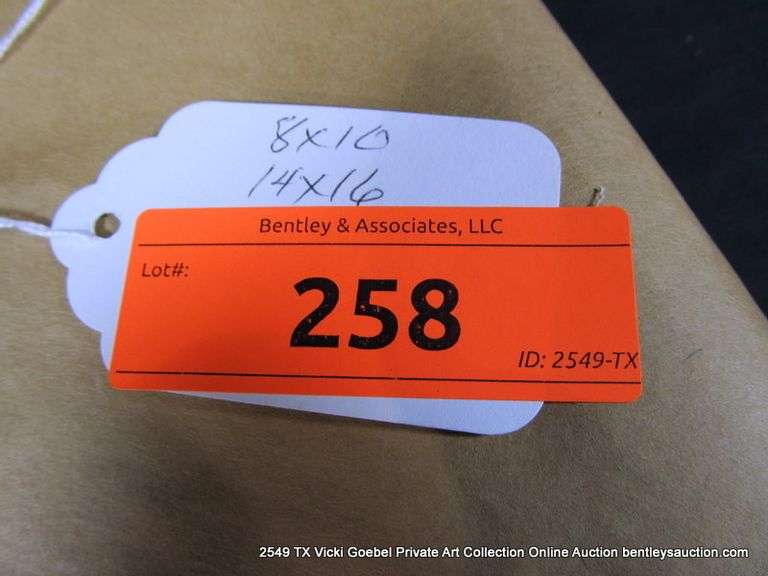 8x10
14x16
Bentley & Associates, LLC
Lot#:
258
ID: 2549-TX
2549 TX Vicki Goebel Private Art Collection Online Auction bentleysauction.com